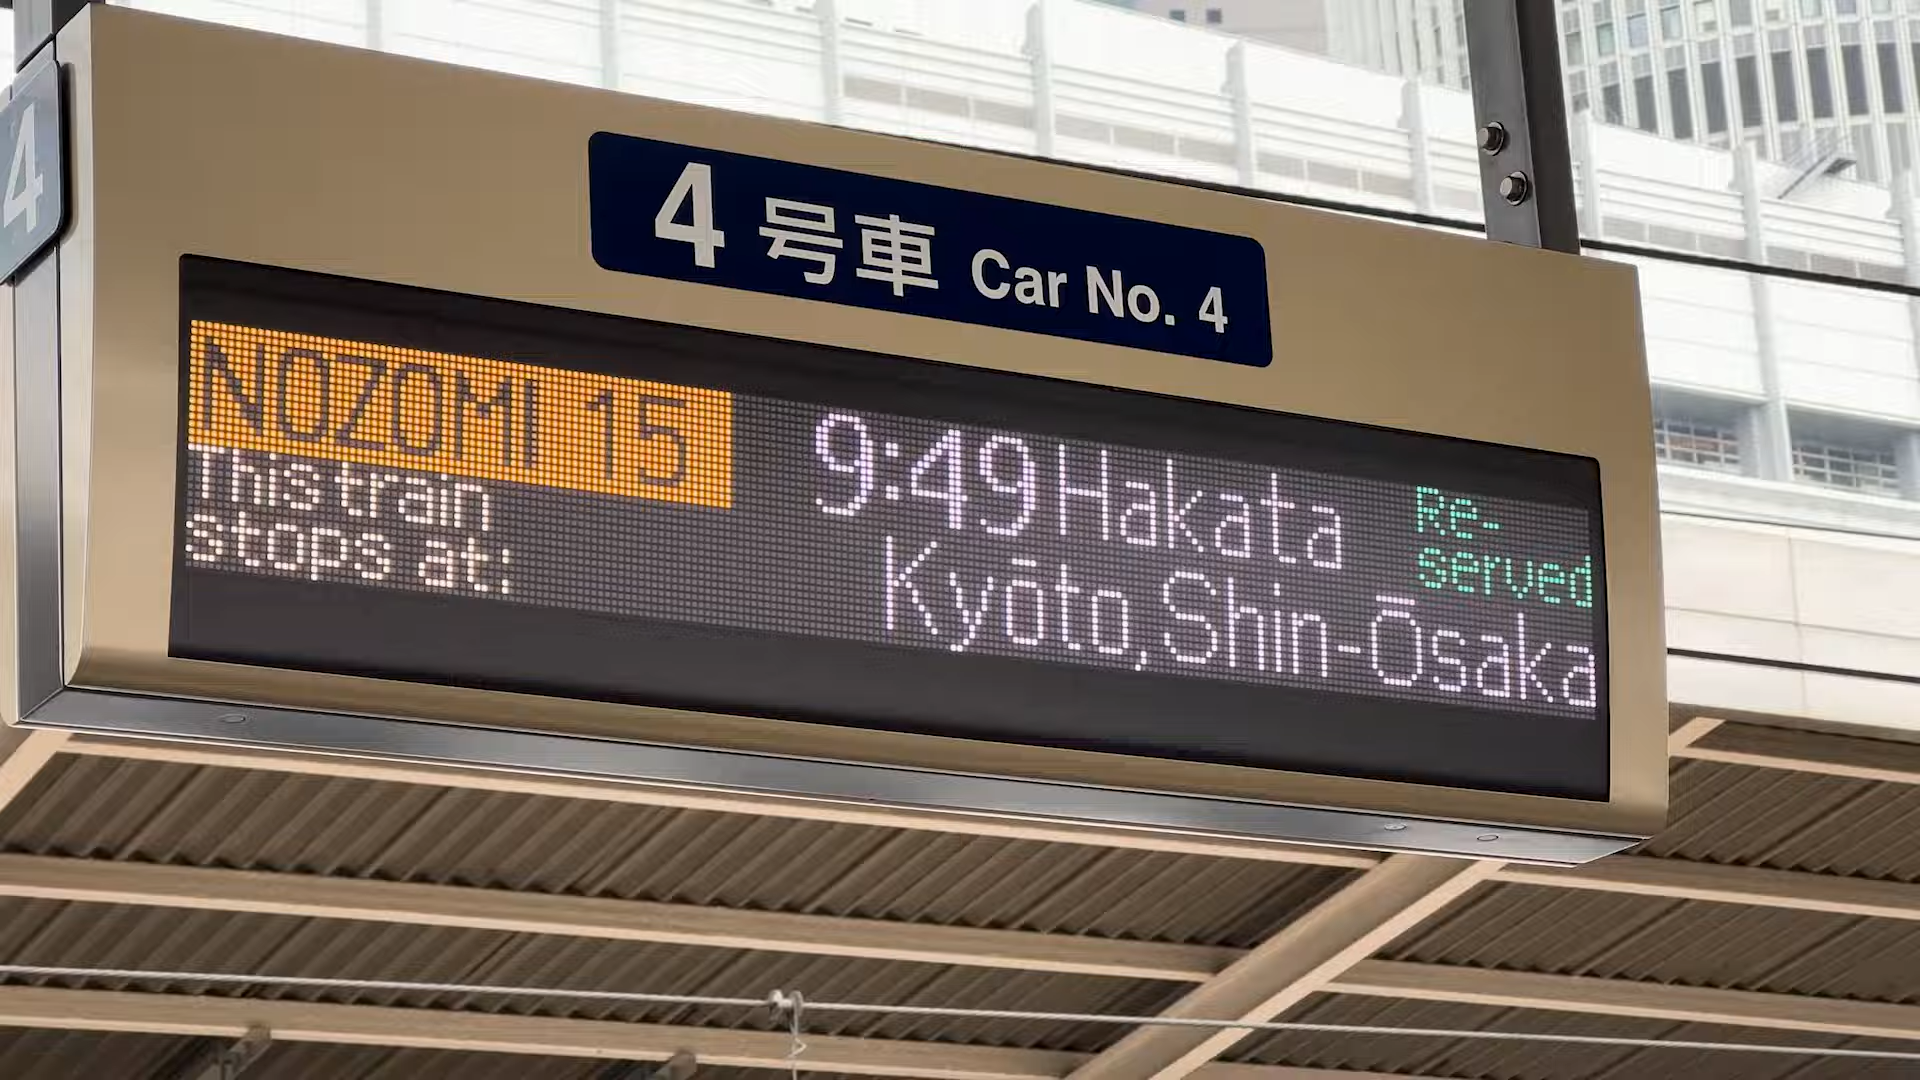 4
4号車 Car No. 4
NOZOMI 15
9:49 Hakata
Re-
served
This train
stops at:
Kyōto,Shin-Ōsaka